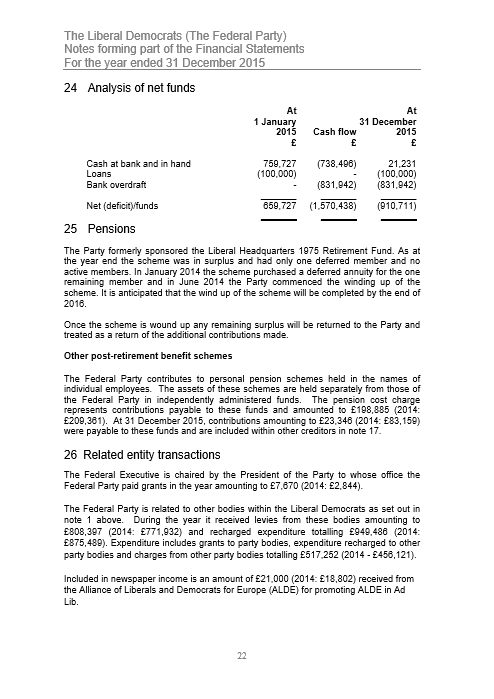 The Liberal Democrats (The Federal Party)
Notes forming part of the Financial Statements
For the year ended 31 December 2015
24 Analysis of net funds
At At
1 January 31 December
2015 Cash flow 2015
£ £ £
Cash at bank and in hand 759,727 (738,496) 21,231
Loans (100,000) - (100,000)
Bank overdraft - (831,942) (831,942)
Net (deficit)/funds 659,727 (1,570,438) (910,711)
25 Pensions
The Party formerly sponsored the Liberal Headquarters 1975 Retirement Fund. As at
the year end the scheme was in surplus and had only one deferred member and no
active members. In January 2014 the scheme purchased a deferred annuity for the one
remaining member and in June 2014 the Party commenced the winding up of the
scheme. It is anticipated that the wind up of the scheme will be completed by the end of
2016.
Once the scheme is wound up any remaining surplus will be returned to the Party and
treated as a return of the additional contributions made.
Other post-retirement benefit schemes
The Federal Party contributes to personal pension schemes held in the names of
individual employees. The assets of these schemes are held separately from those of
the Federal Party in independently administered funds. The pension cost charge
represents contributions payable to these funds and amounted to £198,885 (2014:
£209,361). At 31 December 2015, contributions amounting to £23,346 (2014: £83,159)
were payable to these funds and are included within other creditors in note 17.
26 Related entity transactions
The Federal Executive is chaired by the President of the Party to whose office the
Federal Party paid grants in the year amounting to £7,670 (2014: £2,844).
The Federal Party is related to other bodies within the Liberal Democrats as set out in
note 1 above. During the year it received levies from these bodies amounting to
£808,397 (2014: £771,932) and recharged expenditure totalling £949,486 (2014:
£875,489). Expenditure includes grants to party bodies, expenditure recharged to other
party bodies and charges from other party bodies totalling £517,252 (2014 - £456,121).
Included in newspaper income is an amount of £21,000 (2014: £18,802) received from
the Alliance of Liberals and Democrats for Europe (ALDE) for promoting ALDE in Ad
Lib.
22